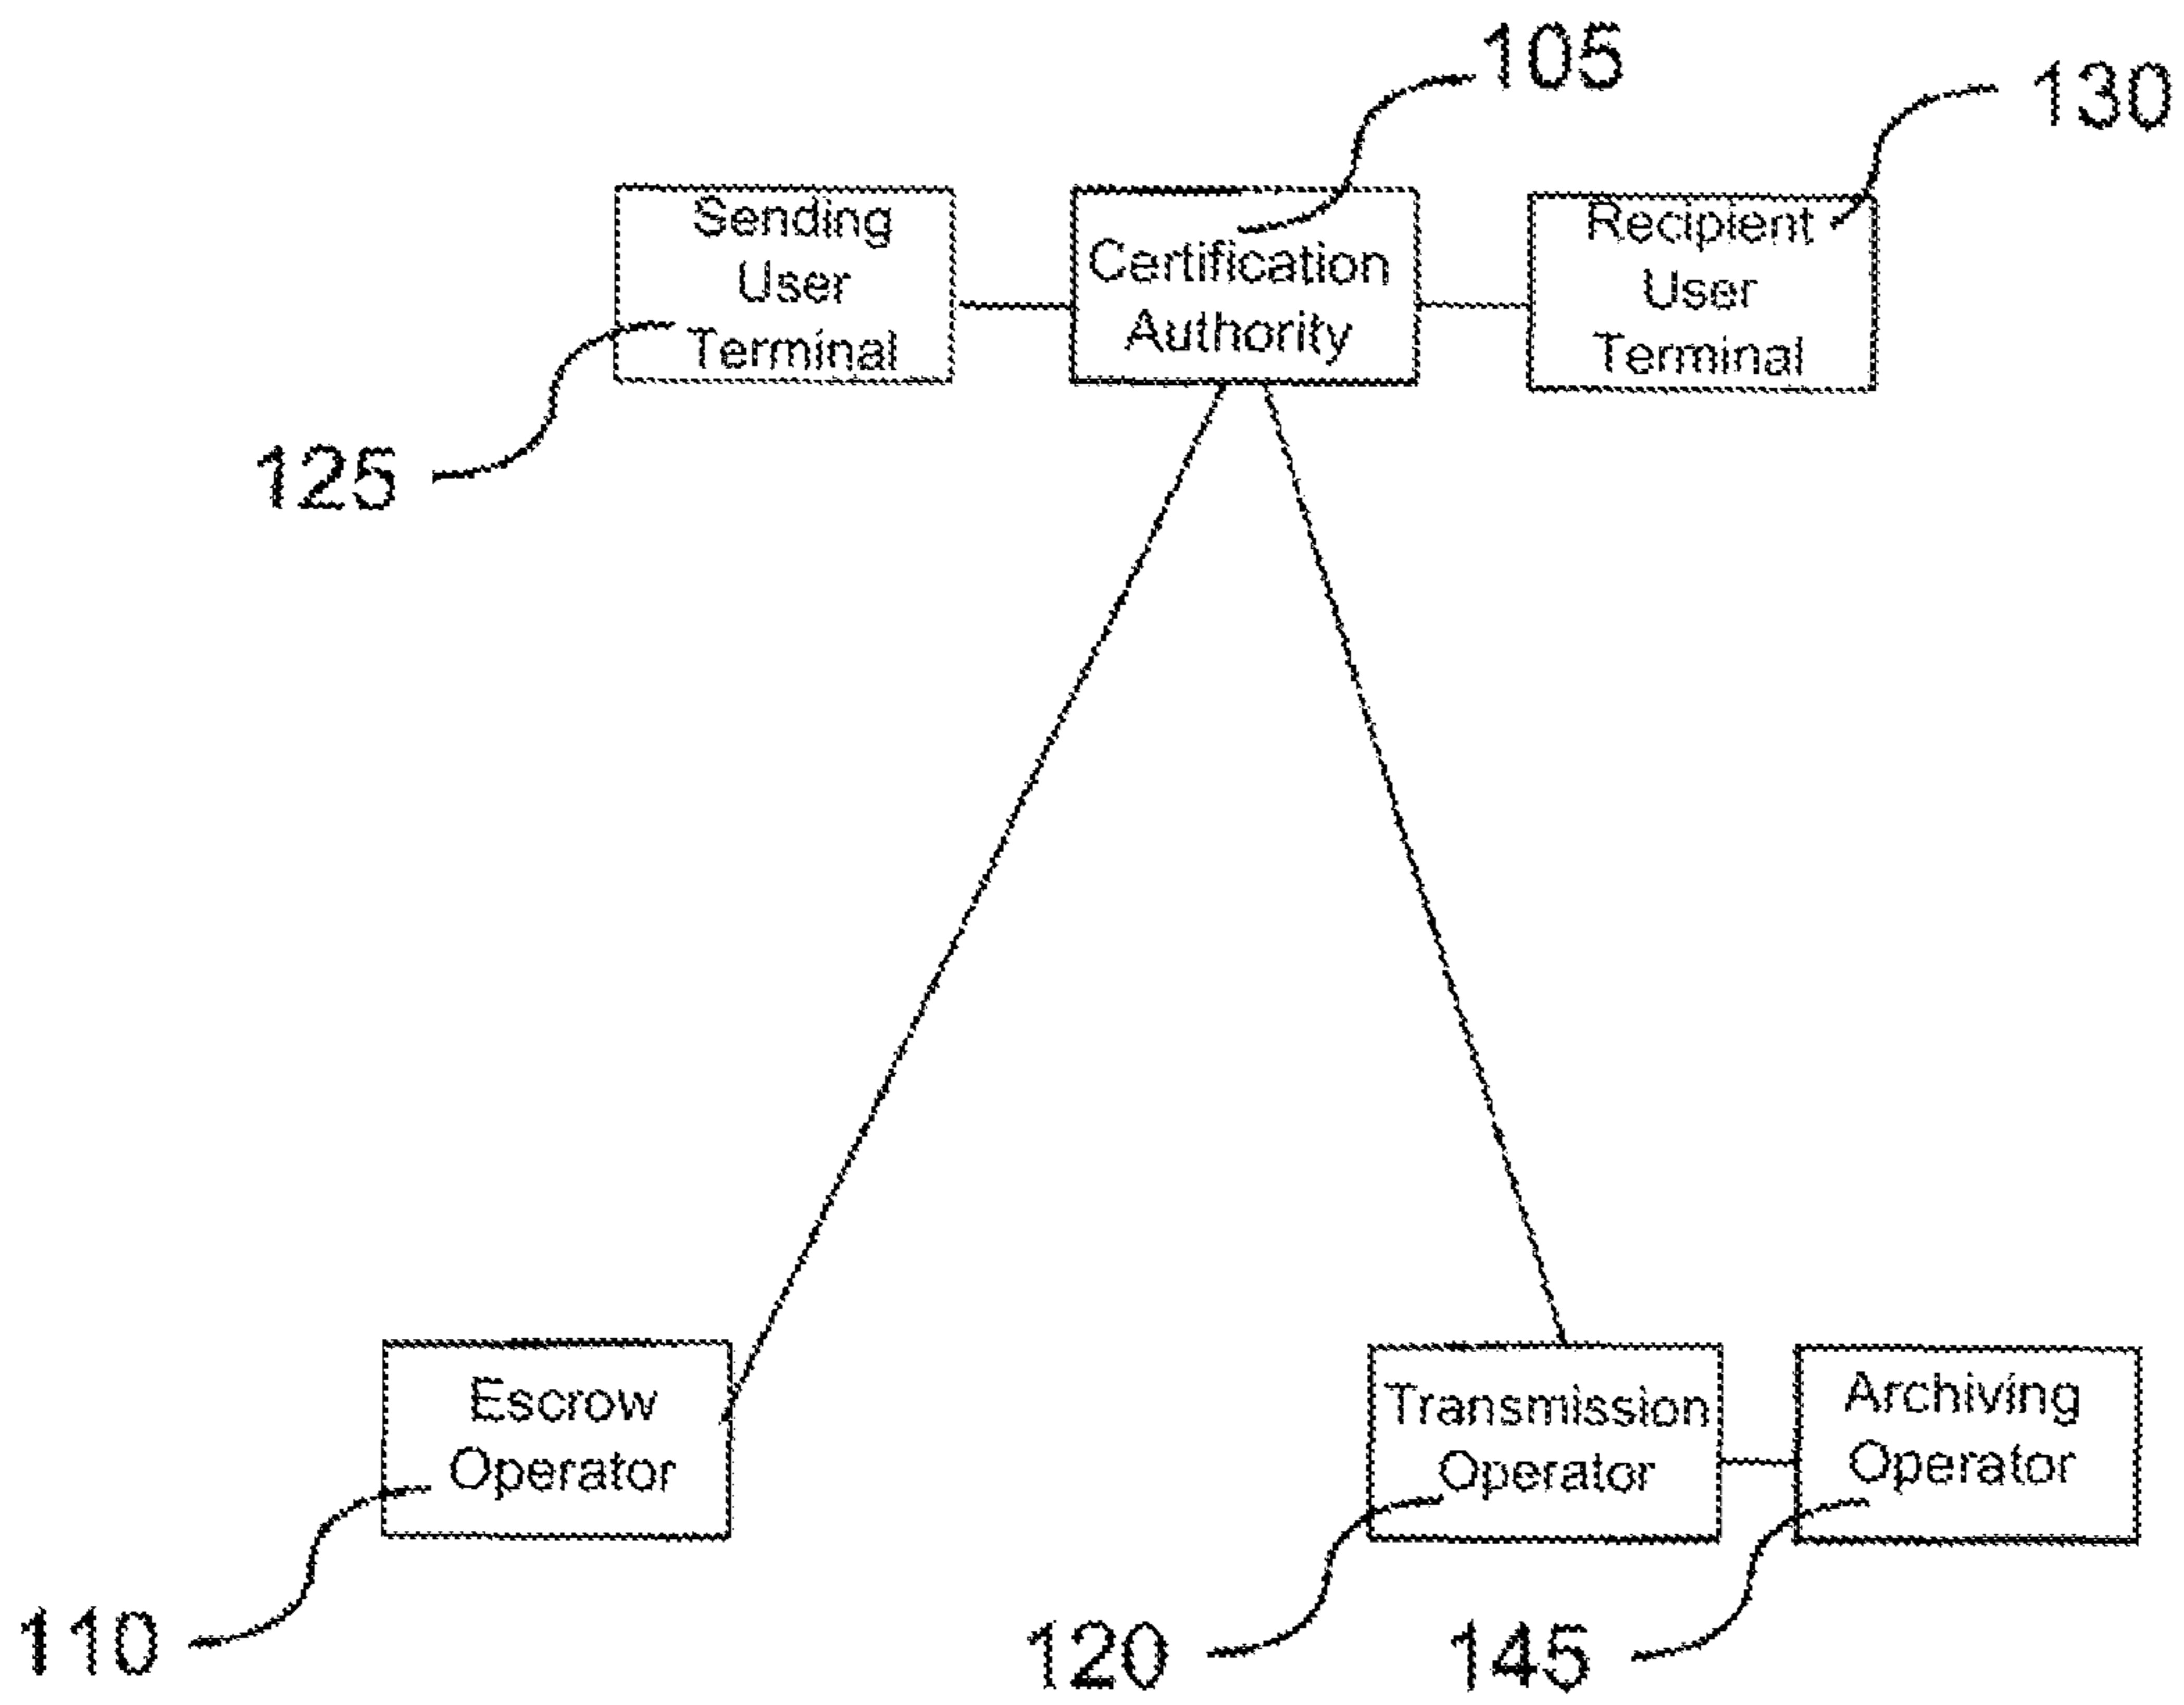 105
130
Sending
User
Terminal
Certification
Authority
Recipient
User
Terminal
125
Escrow
Operator
Transmission
Operator
Archiving
Operator
110
120
145